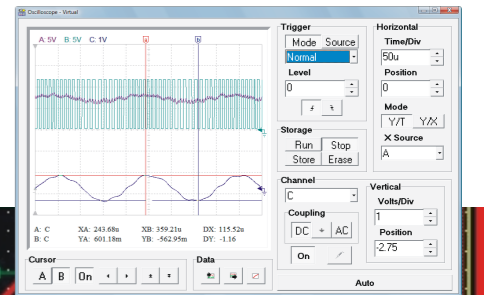 Oscilloscope - Virtual
A: 5V B: 5V C: 1V
a b
A: C XA: 243.68u XB: 359.21u DX: 115.52u
B: C YA: 601.18m YB: -562.95m DY: -1.16
Cursor
A B On
Data
Trigger
Mode Source
Normal
Level
0
Storage
Run Stop
Store Erase
Channel
C
Coupling
DC AC
On
Vertical
Volts/Div
1
Position
-2.75
Horizontal
Time/Div
50u
Position
0
Mode
Y/T Y/X
X Source
A
Auto